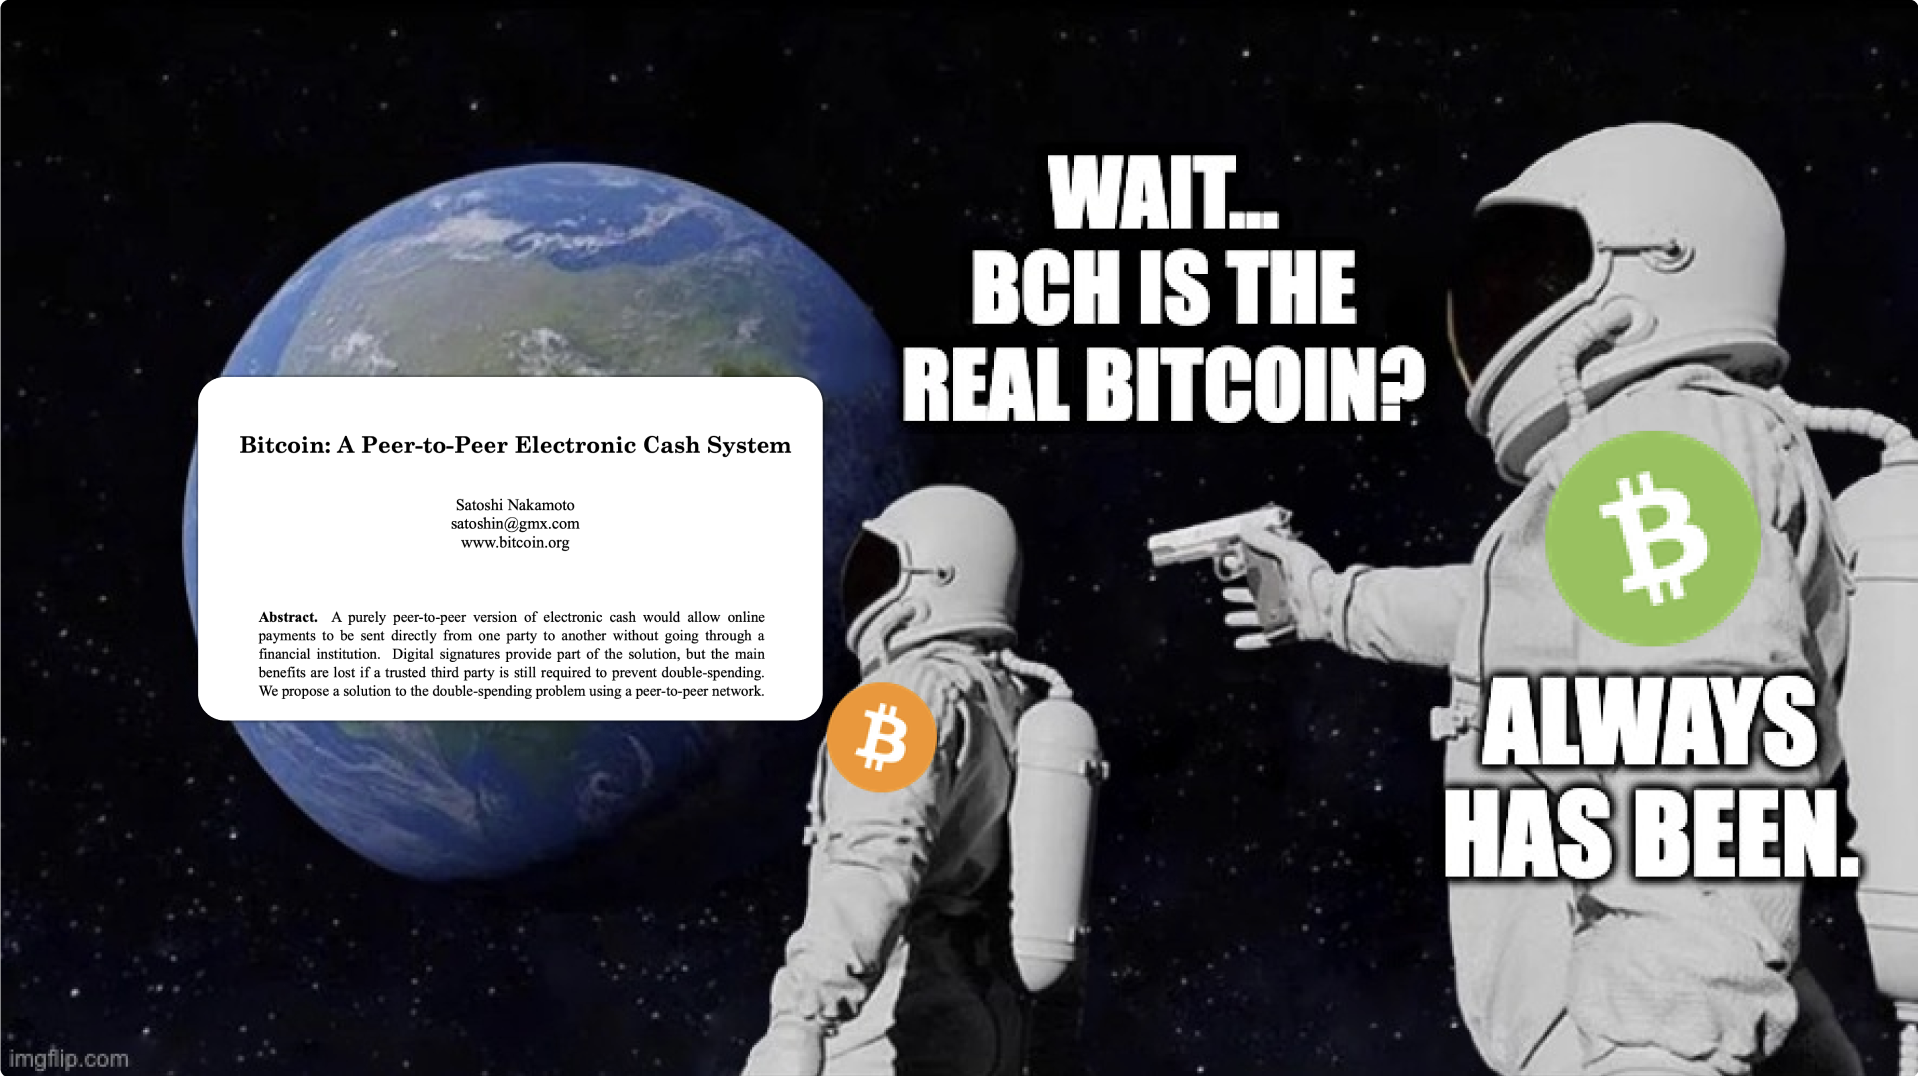 WAIT...
BCH IS THE
REAL BITCOIN?
Bitcoin: A Peer-to-Peer Electronic Cash System
Satoshi Nakamoto
satoshin@gmx.com
www.bitcoin.org
Abstract. A purely peer-to-peer version of electronic cash would allow online
payments to be sent directly from one party to another without going through a
financial institution. Digital signatures provide part of the solution, but the main
benefits are lost if a trusted third party is still required to prevent double-spending.
We propose a solution to the double-spending problem using a peer-to-peer network.
ALWAYS
HAS BEEN.
imgflip.com